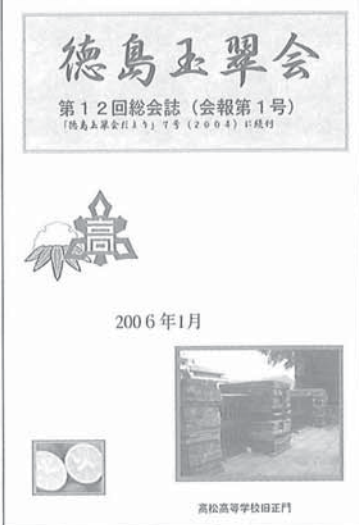 徳島玉翠会
第12回総会誌(会報第1号)
「徳島玉翠会だより」7号(2004)に続刊
高
2006年1月
高松高等学校旧正門